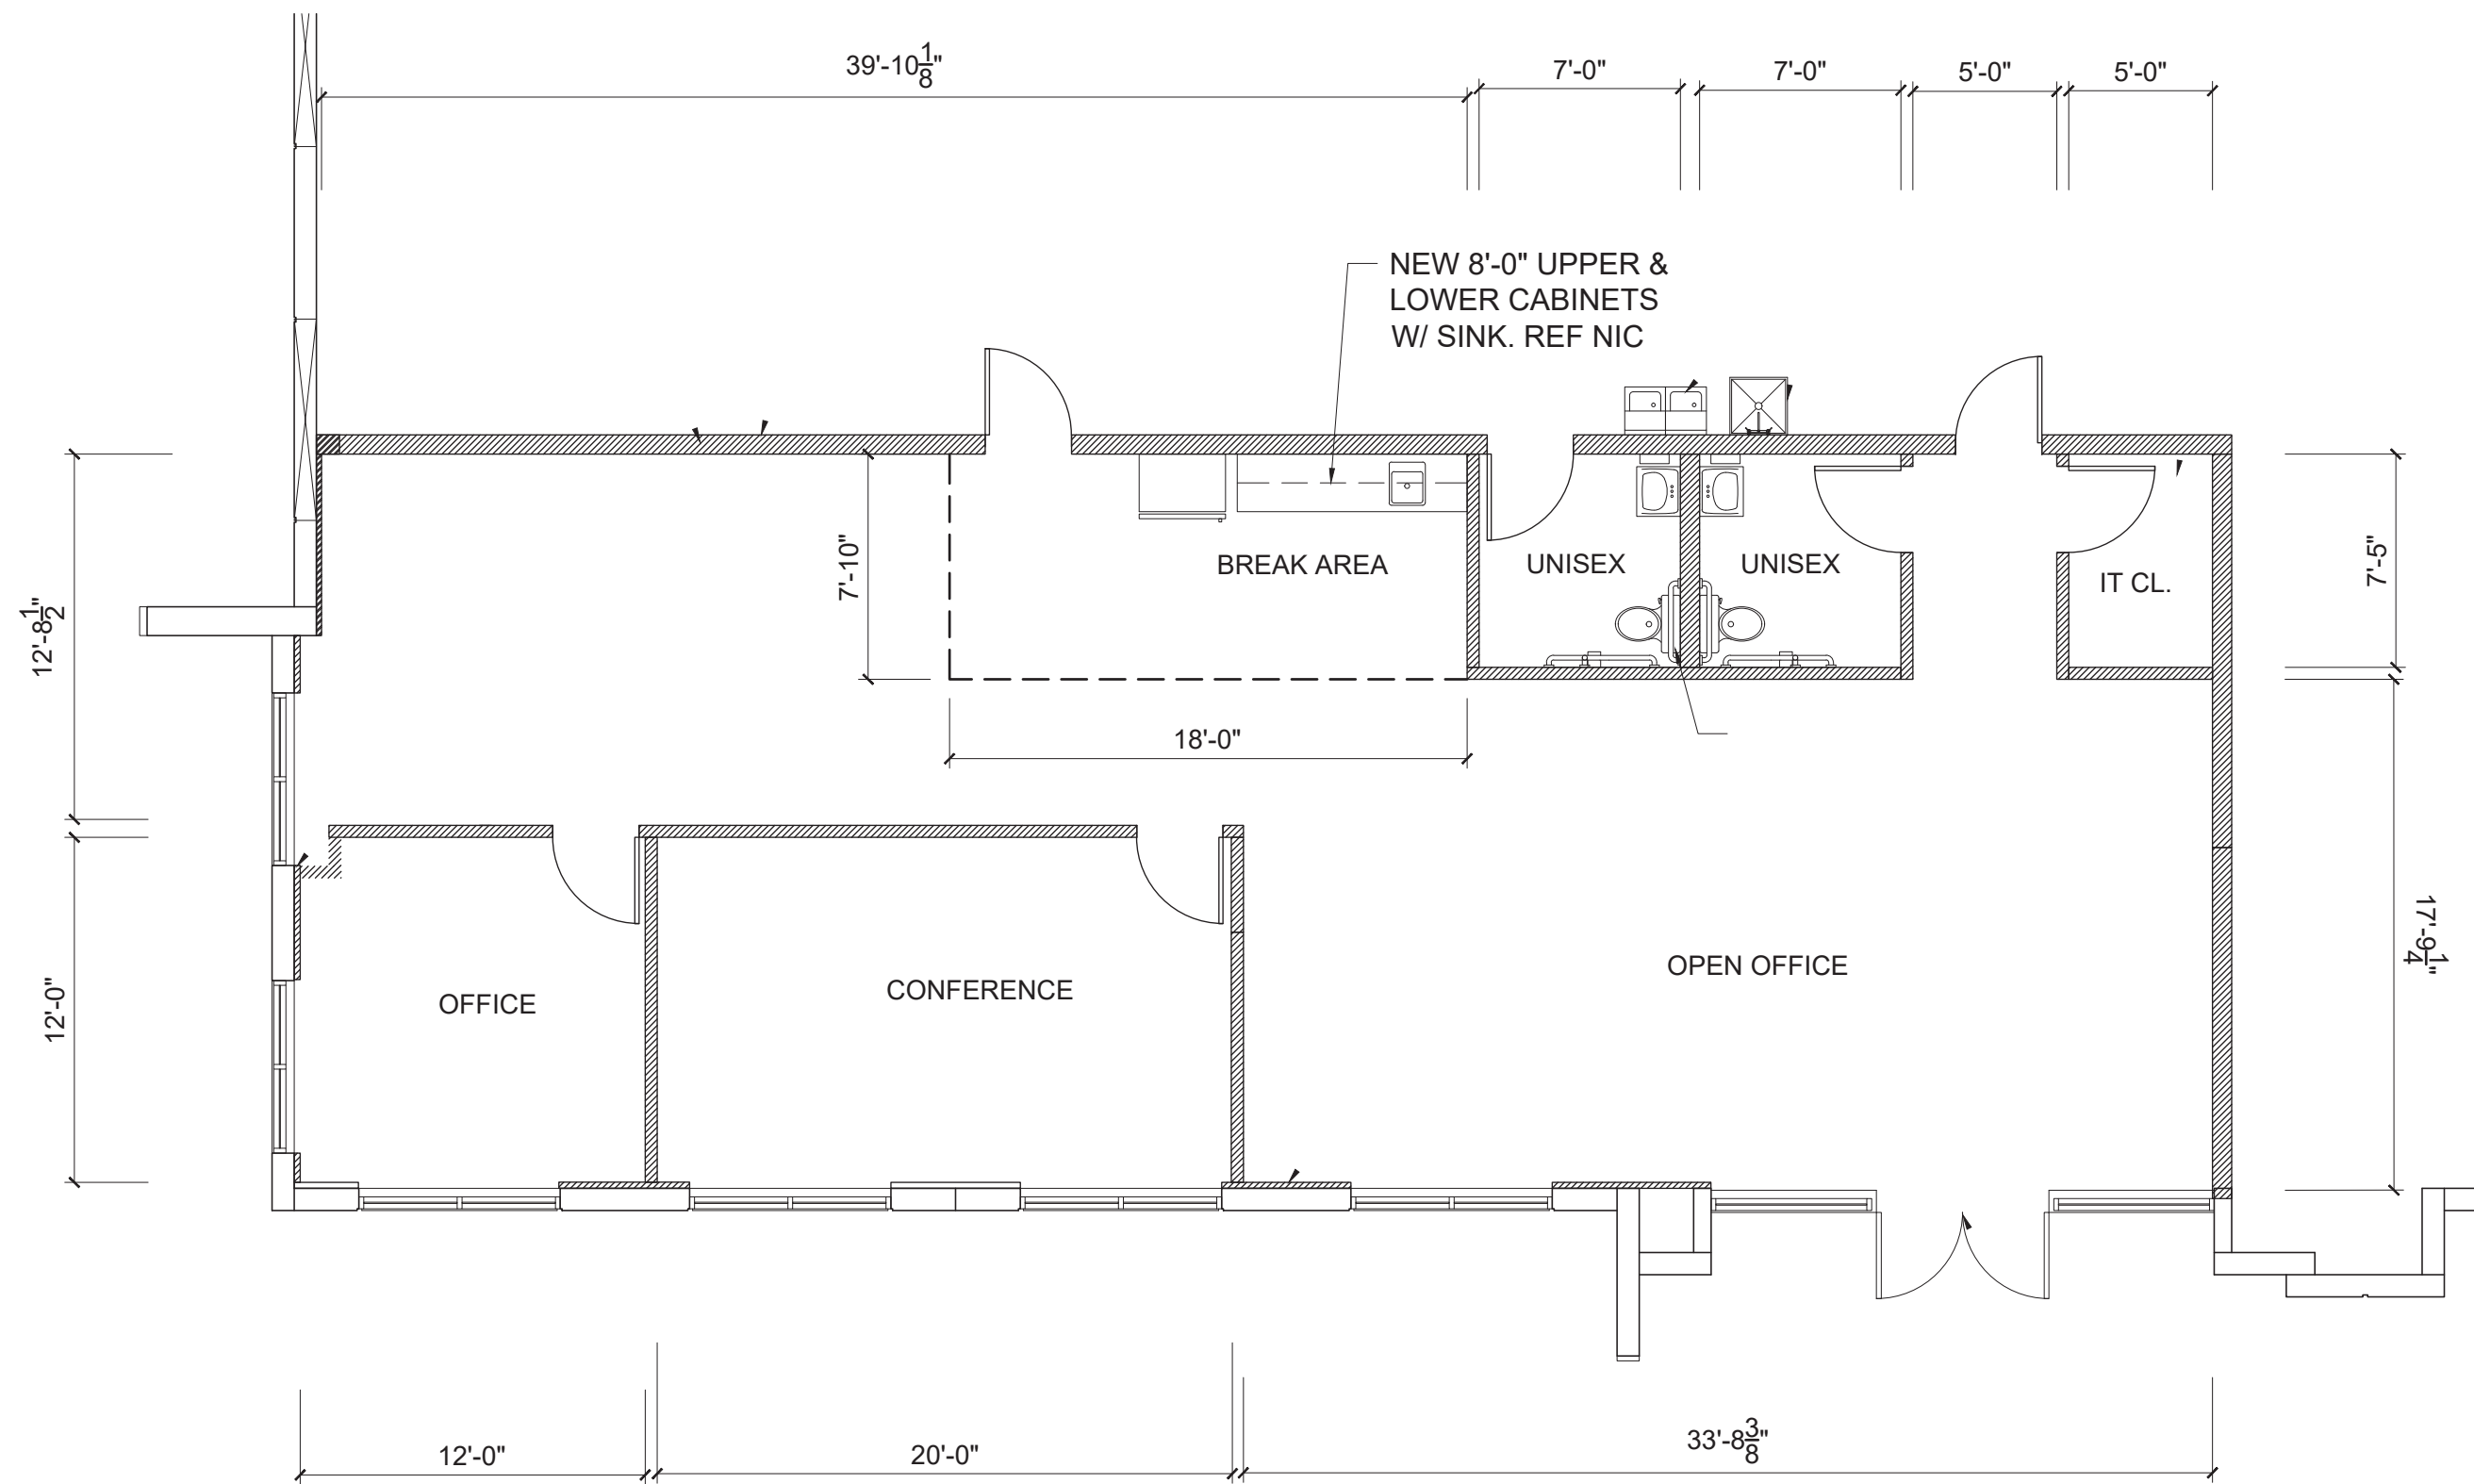 39'-10 1/8"
7'-0"
7'-0"
5'-0"
5'-0"
NEW 8'-0" UPPER &
LOWER CABINETS
W/ SINK. REF NIC
12'-8 1/2"
7'-10"
BREAK AREA
UNISEX
UNISEX
IT CL.
7'-5"
18'-0"
12'-0"
OFFICE
CONFERENCE
OPEN OFFICE
17'-9 1/4"
12'-0"
20'-0"
33'-8 3/8"